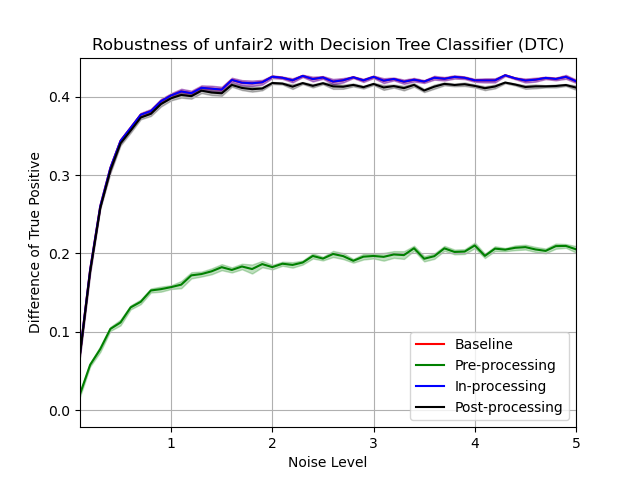 Robustness of unfair2 with Decision Tree Classifier (DTC)
Difference of True Positive
0.4
0.3
0.2
0.1
0.0
Baseline
Pre-processing
In-processing
Post-processing
1 2 3 4 5
Noise Level